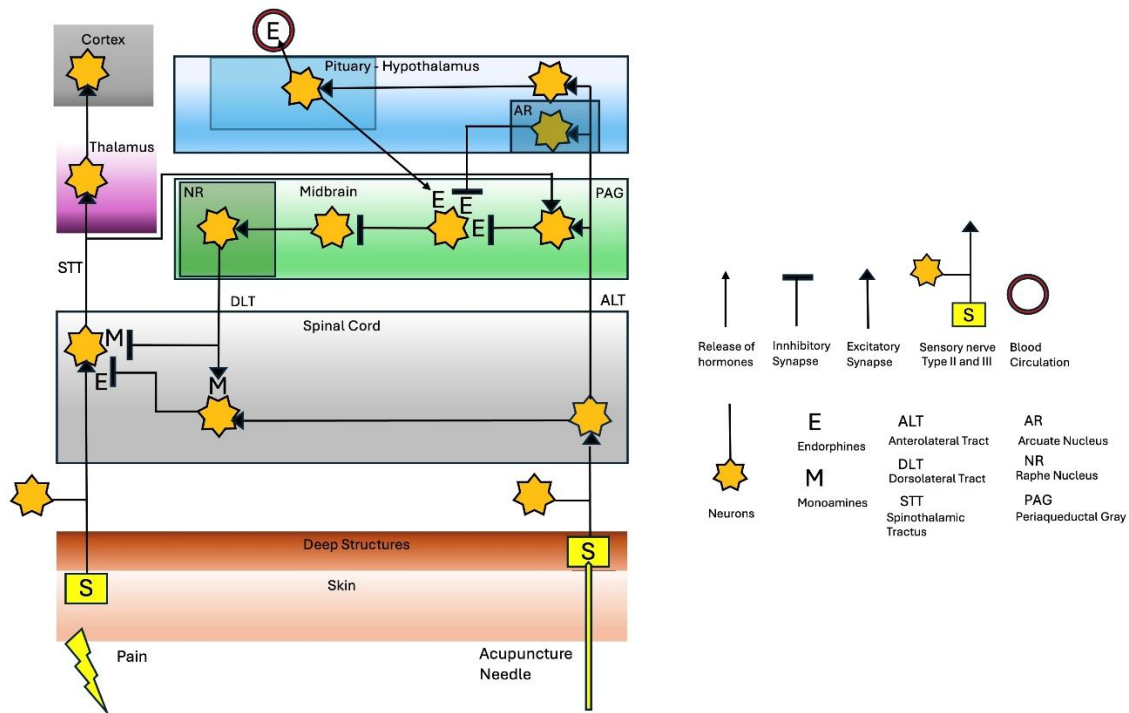 Cortex
E
Pituary - Hypothalamus
AR
Thalamus
NR
Midbrain
PAG
E
E
E
STT
DLT
ALT
Spinal Cord
M
E
M
Deep Structures
S
Skin
S
Pain
Acupuncture
Needle
S
Release of
hormones
Innhibitory
Synapse
Excitatory
Synapse
Sensory nerve
Type II and III
Blood
Circulation
E
Endorphines
M
Monoamines
Neurons
ALT
Anterolateral Tract
DLT
Dorsolateral Tract
STT
Spinothalamic
Tractus
AR
Arcuate Nucleus
NR
Raphe Nucleus
PAG
Periaqueductal Gray